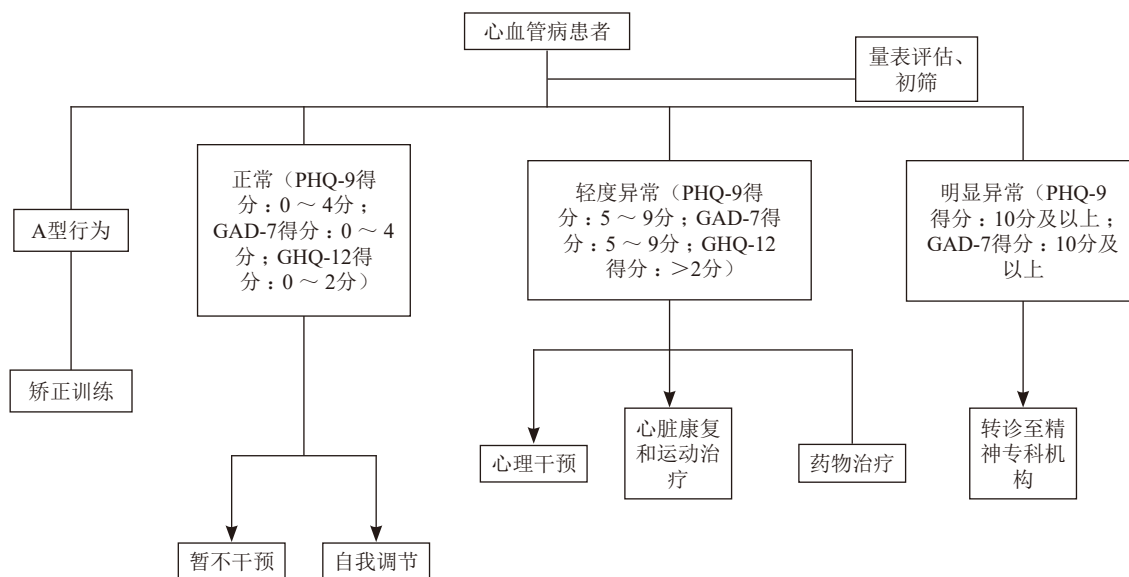 心血管病患者
量表评估、
初筛
A型行为
正常（PHQ-9得
分：0～4分；
GAD-7得分：0～4
分；GHQ-12得
分：0～2分）
轻度异常（PHQ-9得
分：5～9分；GAD-7得
分：5～9分；GHQ-12
得分：＞2分）
明显异常（PHQ-9
得分：10分及以上；
GAD-7得分：10分及
以上
矫正训练
心理干预
心脏康复
和运动治
疗
药物治疗
转诊至精
神专科机
构
暂不干预
自我调节